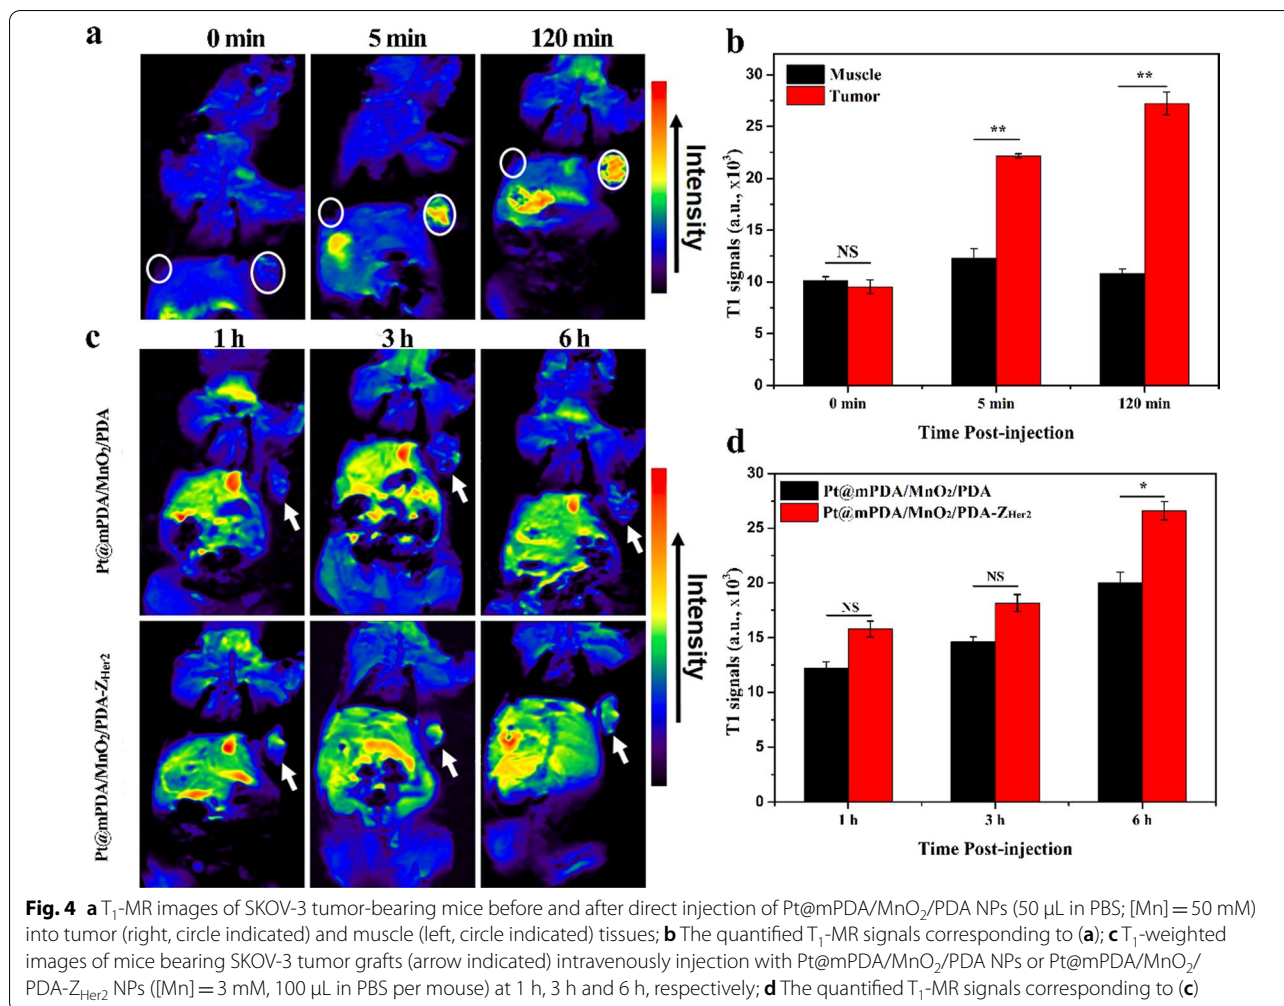 a
0 min 5 min 120 min
Intensity
b
Muscle
Tumor
NS
**
**
T1 signals (a.u., x10³)
30
25
20
15
10
5
0
0 min 5 min 120 min
Time Post-injection
c
1 h 3 h 6 h
Pt@mPDA/MnO₂/PDA
Pt@mPDA/MnO₂/PDA-Z_Her2
Intensity
d
Pt@mPDA/MnO₂/PDA
Pt@mPDA/MnO₂/PDA-Z_Her2
NS
NS
*
T1 signals (a.u., x10³)
30
25
20
15
10
5
0
1 h 3 h 6 h
Time Post-injection
Fig. 4 a T₁-MR images of SKOV-3 tumor-bearing mice before and after direct injection of Pt@mPDA/MnO₂/PDA NPs (50 µL in PBS; [Mn] = 50 mM)
into tumor (right, circle indicated) and muscle (left, circle indicated) tissues; b The quantified T₁-MR signals corresponding to (a); c T₁-weighted
images of mice bearing SKOV-3 tumor grafts (arrow indicated) intravenously injection with Pt@mPDA/MnO₂/PDA NPs or Pt@mPDA/MnO₂/
PDA-Z_Her2 NPs ([Mn] = 3 mM, 100 µL in PBS per mouse) at 1 h, 3 h and 6 h, respectively; d The quantified T₁-MR signals corresponding to (c)